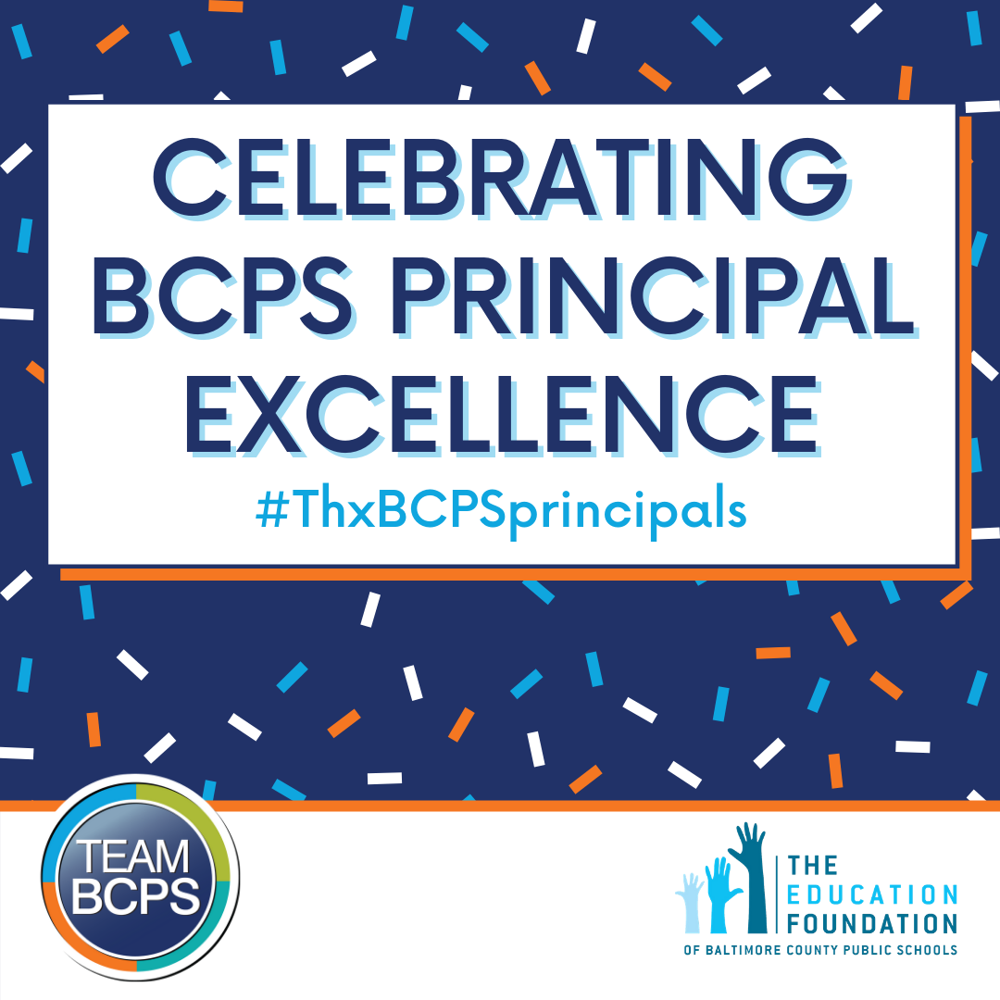 CELEBRATING
BCPS PRINCIPAL
EXCELLENCE
#ThxBCPSprincipals
TEAM
BCPS
THE
EDUCATION
FOUNDATION
OF BALTIMORE COUNTY PUBLIC SCHOOLS